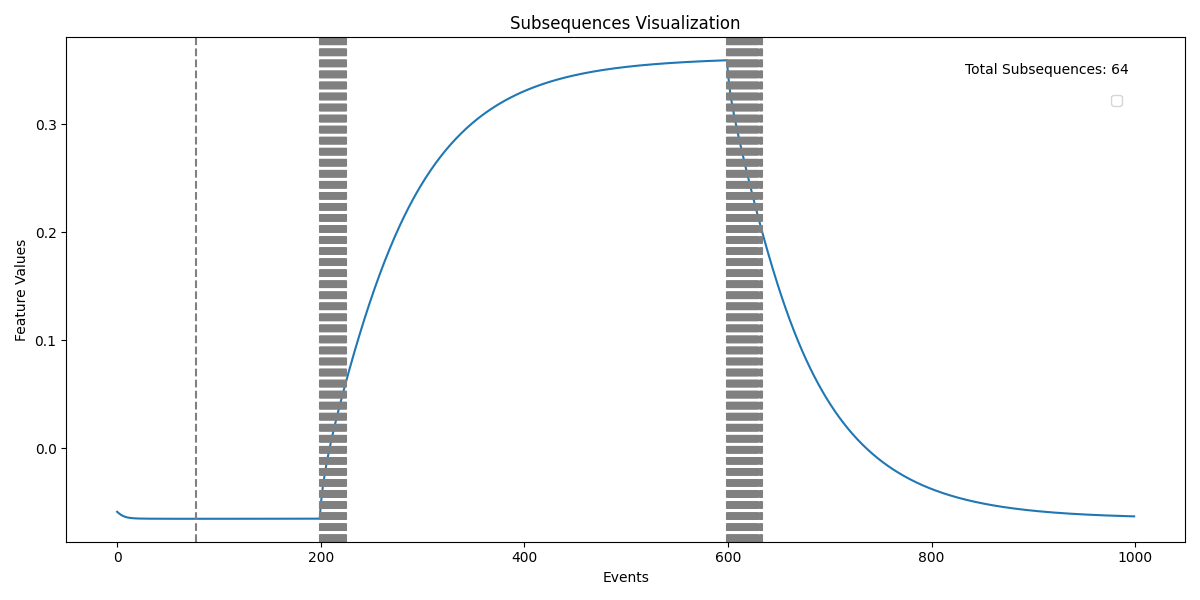 Subsequences Visualization
Total Subsequences: 64
Feature Values
0.3
0.2
0.1
0.0
0
200
400
600
800
1000
Events